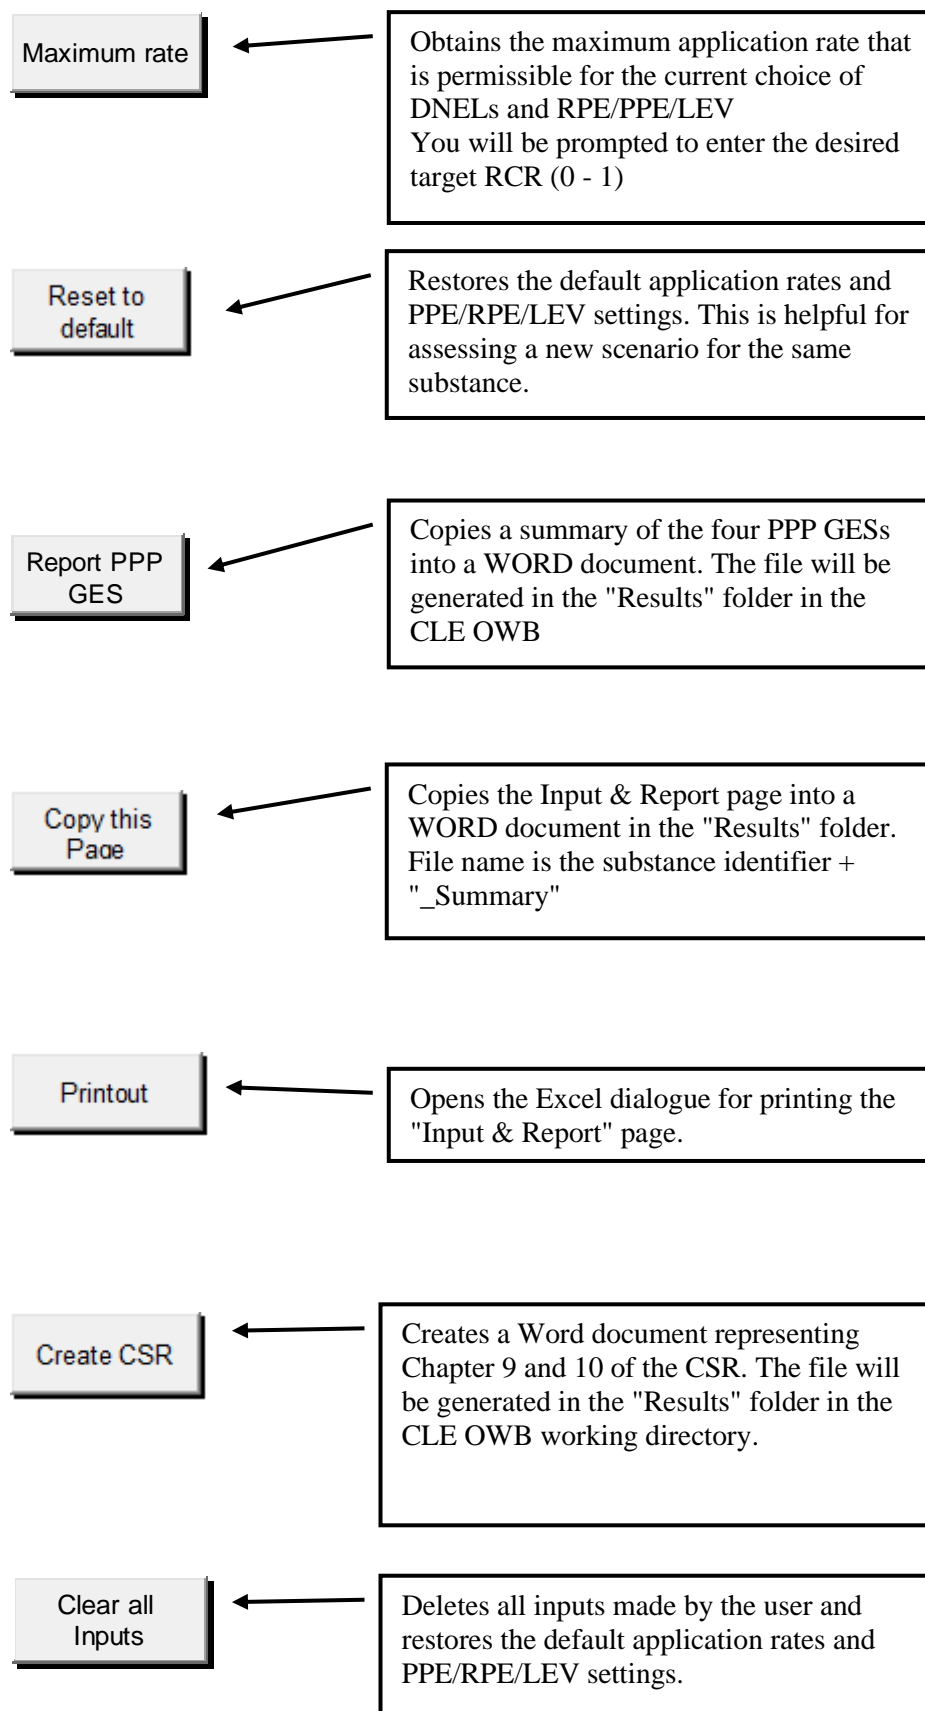 Maximum rate
Obtains the maximum application rate that
is permissible for the current choice of
DNELs and RPE/PPE/LEV
You will be prompted to enter the desired
target RCR (0 - 1)
Reset to
default
Restores the default application rates and
PPE/RPE/LEV settings. This is helpful for
assessing a new scenario for the same
substance.
Report PPP
GES
Copies a summary of the four PPP GESs
into a WORD document. The file will be
generated in the "Results" folder in the
CLE OWB
Copy this
Page
Copies the Input & Report page into a
WORD document in the "Results" folder.
File name is the substance identifier +
"_Summary"
Printout
Opens the Excel dialogue for printing the
"Input & Report" page.
Create CSR
Creates a Word document representing
Chapter 9 and 10 of the CSR. The file will
be generated in the "Results" folder in the
CLE OWB working directory.
Clear all
Inputs
Deletes all inputs made by the user and
restores the default application rates and
PPE/RPE/LEV settings.